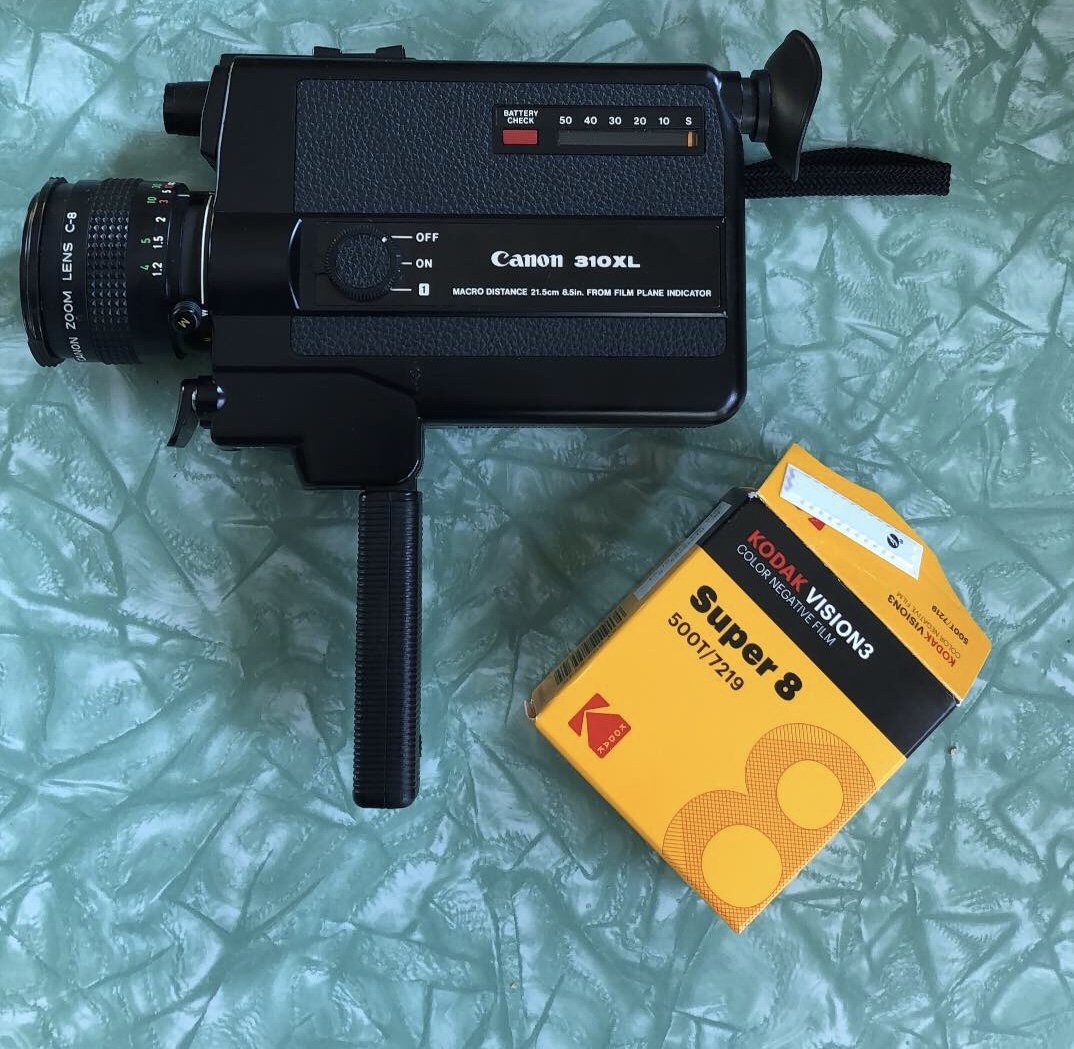 BATTERY
CHECK
50 40 30 20 10 S
OFF
ON
1
Canon 310XL
MACRO DISTANCE 21.5cm 8.5in. FROM FILM PLANE INDICATOR
CANON ZOOM LENS C-8
10
5
4
3
2
1.5
1.2
M
KODAK VISION3
COLOR NEGATIVE FILM
Super 8
500T/7219
KODAK
8
KODAK VISION3
COLOR NEGATIVE FILM
500T/7219